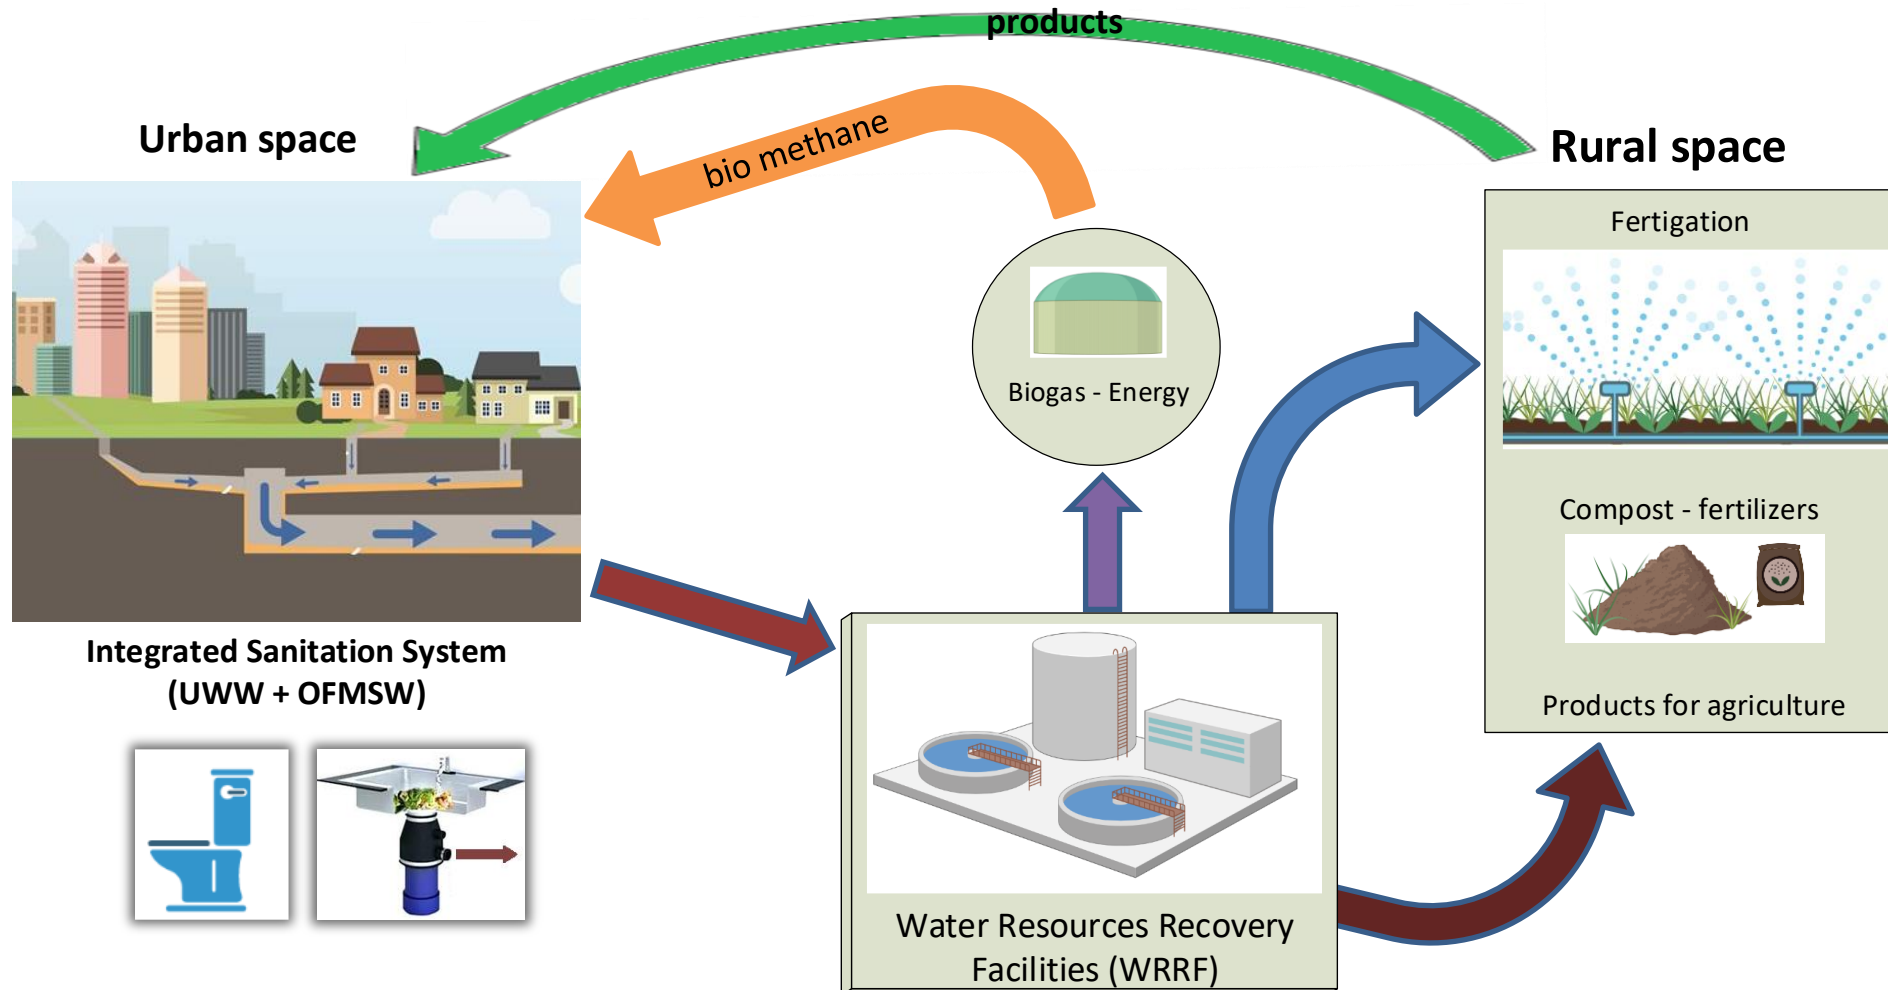 products
bio methane
Urban space
Rural space
Fertigation
Biogas - Energy
Compost - fertilizers
Products for agriculture
Integrated Sanitation System
(UWW + OFMSW)
Water Resources Recovery
Facilities (WRRF)